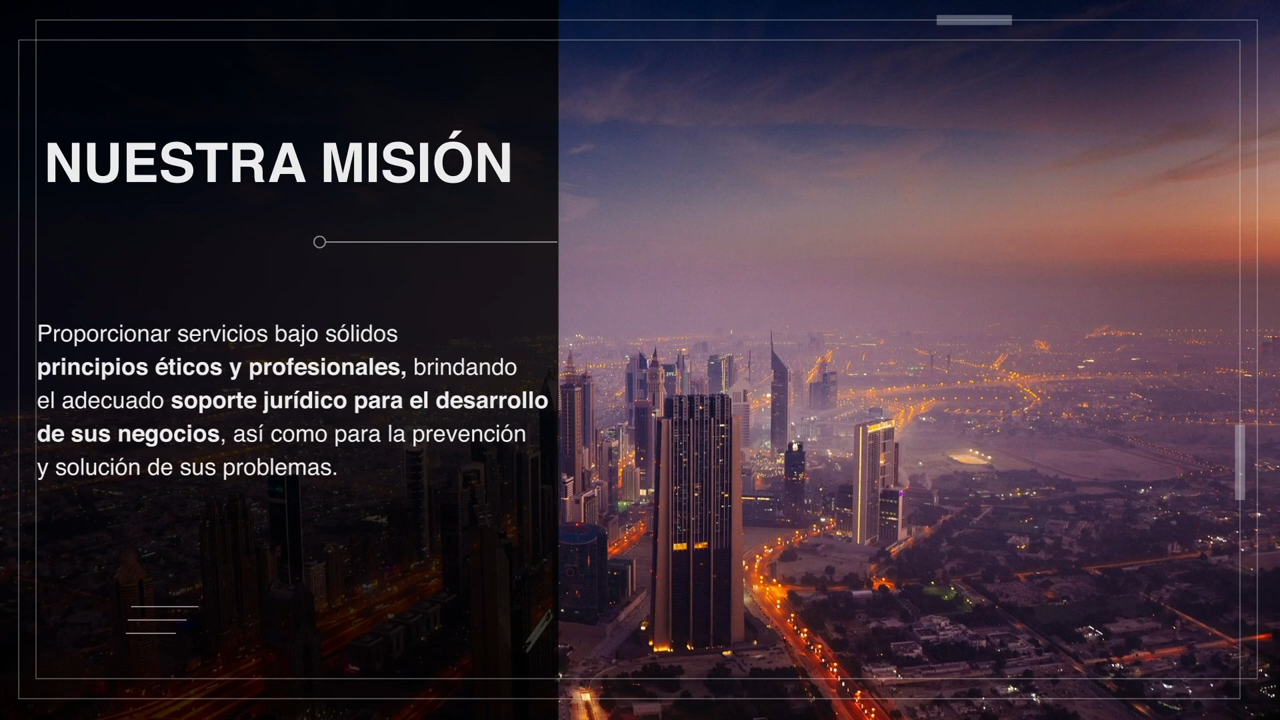 NUESTRA MISIÓN
Proporcionar servicios bajo sólidos
principios éticos y profesionales, brindando
el adecuado soporte jurídico para el desarrollo
de sus negocios, así como para la prevención
y solución de sus problemas.